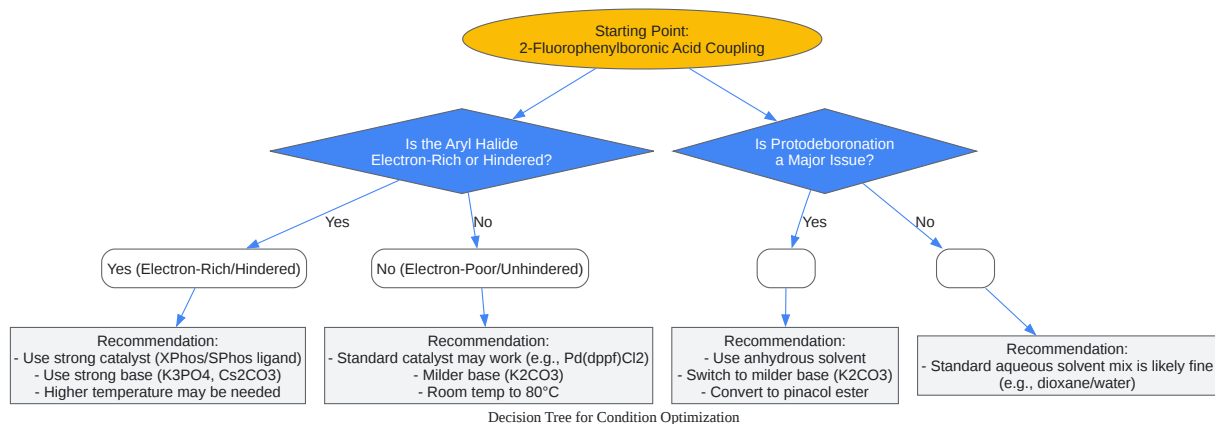 Starting Point:
2-Fluorophenylboronic Acid Coupling
Is the Aryl Halide
Electron-Rich or Hindered?
Is Protodeboronation
a Major Issue?
Yes
No
Yes
No
Yes (Electron-Rich/Hindered)
No (Electron-Poor/Unhindered)
Recommendation:
- Use strong catalyst (XPhos/SPhos ligand)
- Use strong base (K3PO4, Cs2CO3)
- Higher temperature may be needed
Recommendation:
- Standard catalyst may work (e.g., Pd(dppf)Cl2)
- Milder base (K2CO3)
- Room temp to 80°C
Recommendation:
- Use anhydrous solvent
- Switch to milder base (K2CO3)
- Convert to pinacol ester
Recommendation:
- Standard aqueous solvent mix is likely fine
(e.g., dioxane/water)
Decision Tree for Condition Optimization